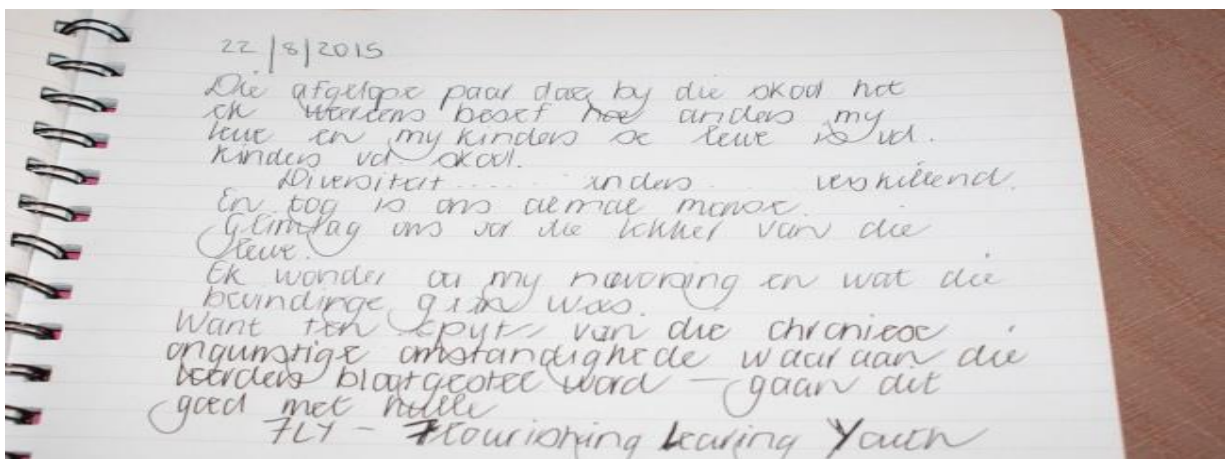 22/8/2015
Die afgelope paar dae by die skool het
ek weereens besef hoe anders my
lewe en my kinders se lewe is vd.
kinders vd skool.
Diversiteit..... anders..... verskillend.
En tog is ons almal mense.
Glimlag ons vir die lekker van die
lewe.
Ek wonder oor my navorsing en wat die
bevindinge gaan wees.
Want ten spyte van die chroniese
ongunstige omstandighede waaraan die
leerders blootgestel word – gaan dit
goed met hulle
FLY – Flourishing Learning Youth